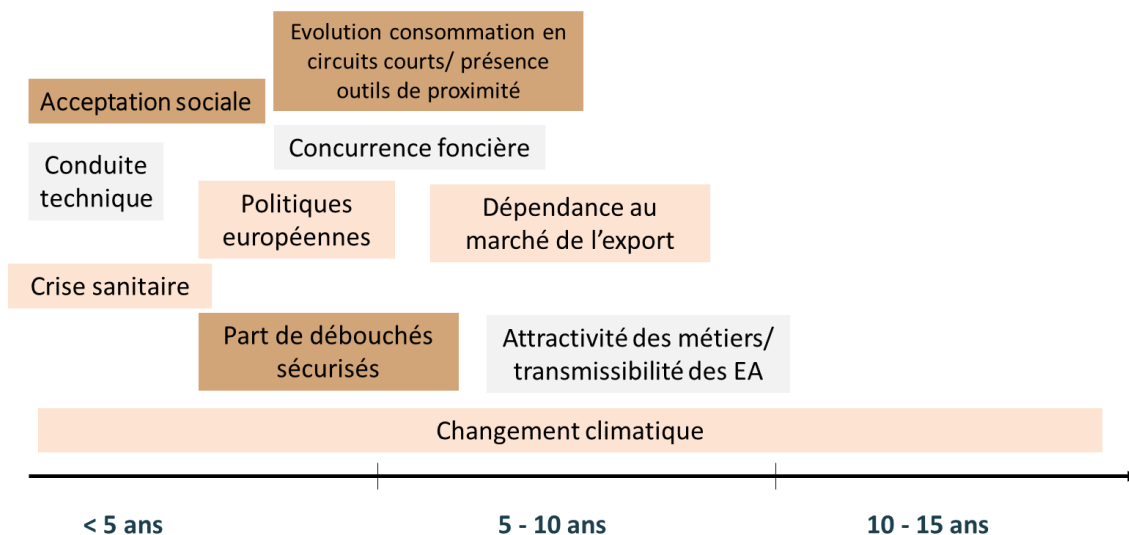 Evolution consommation en
circuits courts/ présence
outils de proximité
Acceptation sociale
Concurrence foncière
Conduite
technique
Politiques
européennes
Dépendance au
marché de l'export
Crise sanitaire
Part de débouchés
sécurisés
Attractivité des métiers/
transmissibilité des EA
Changement climatique
< 5 ans
5 - 10 ans
10 - 15 ans